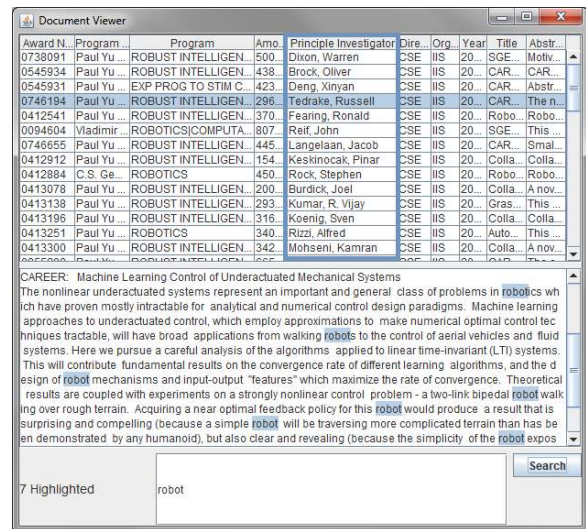 Document Viewer
Award N... Program ... Program Amo... Principle Investigator Dire... Org... Year Title Abstr...
0738091 Paul Yu ... ROBUST INTELLIGEN... 500... Dixon, Warren CSE IIS 20... SGE... Motiv...
0545934 Paul Yu ... ROBUST INTELLIGEN... 438... Brock, Oliver CSE IIS 20... CAR... CAR...
0545931 Paul Yu ... EXP PROG TO STIM C... 423... Deng, Xinyan CSE IIS 20... CAR... Abstr...
0746194 Paul Yu ... ROBUST INTELLIGEN... 296... Tedrake, Russell CSE IIS 20... CAR... The n...
0412541 Paul Yu ... ROBUST INTELLIGEN... 370... Fearing, Ronald CSE IIS 20... Robo... Robo...
0094604 Vladimir ... ROBOTICS|COMPUTA... 807... Reif, John CSE IIS 20... SGE... This ...
0746655 Paul Yu ... ROBUST INTELLIGEN... 445... Langelaan, Jacob CSE IIS 20... CAR... Smal...
0412912 Paul Yu ... ROBUST INTELLIGEN... 154... Keskinocak, Pinar CSE IIS 20... Colla... Colla...
0412884 C.S. Ge... ROBOTICS 450... Rock, Stephen CSE IIS 20... Robo... Robo...
0413078 Paul Yu ... ROBUST INTELLIGEN... 200... Burdick, Joel CSE IIS 20... Colla... A nov...
0413138 Paul Yu ... ROBUST INTELLIGEN... 293... Kumar, R. Vijay CSE IIS 20... Gras... This ...
0413196 Paul Yu ... ROBUST INTELLIGEN... 316... Koenig, Sven CSE IIS 20... Colla... Colla...
0413251 Paul Yu ... ROBOTICS 340... Rizzi, Alfred CSE IIS 20... Auto... This ...
0413300 Paul Yu ... ROBUST INTELLIGEN... 342... Mohseni, Kamran CSE IIS 20... Colla... A nov...
CAREER: Machine Learning Control of Underactuated Mechanical Systems
The nonlinear underactuated systems represent an important and general class of problems in robotics wh
ich have proven mostly intractable for analytical and numerical control design paradigms. Machine learning
approaches to underactuated control, which employ approximations to make numerical optimal control tec
hniques tractable, will have broad applications from walking robots to the control of aerial vehicles and fluid
systems. Here we pursue a careful analysis of the algorithms applied to linear time-invariant (LTI) systems.
This will contribute fundamental results on the convergence rate of different learning algorithms, and the d
esign of robot mechanisms and input-output "features" which maximize the rate of convergence. Theoretical
results are coupled with experiments on a strongly nonlinear control problem - a two-link bipedal robot walk
ing over rough terrain. Acquiring a near optimal feedback policy for this robot would produce a result that is
surprising and compelling (because a simple robot will be traversing more complicated terrain than has be
en demonstrated by any humanoid), but also clear and revealing (because the simplicity of the robot expos
7 Highlighted robot Search